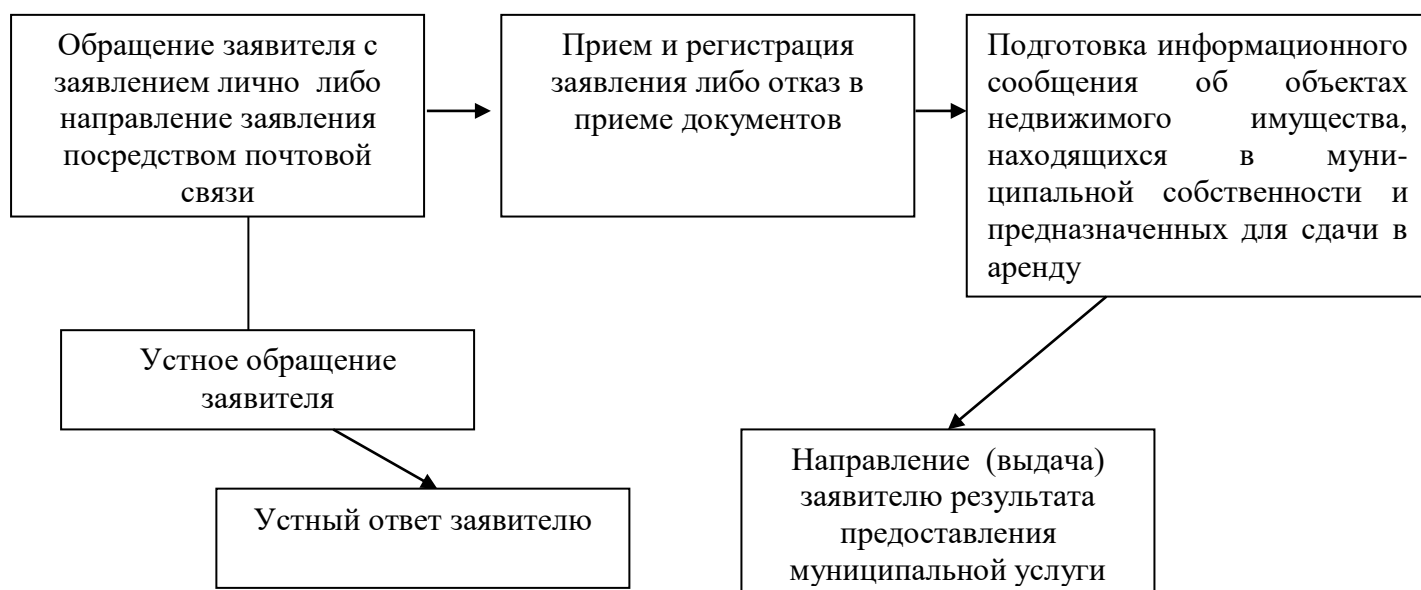 Обращение заявителя с
заявлением лично либо
направление заявления
посредством почтовой
связи
Прием и регистрация
заявления либо отказ в
приеме документов
Подготовка информационного
сообщения об объектах
недвижимого имущества,
находящихся в муни-
ципальной собственности и
предназначенных для сдачи в
аренду
Устное обращение
заявителя
Устный ответ заявителю
Направление (выдача)
заявителю результата
предоставления
муниципальной услуги